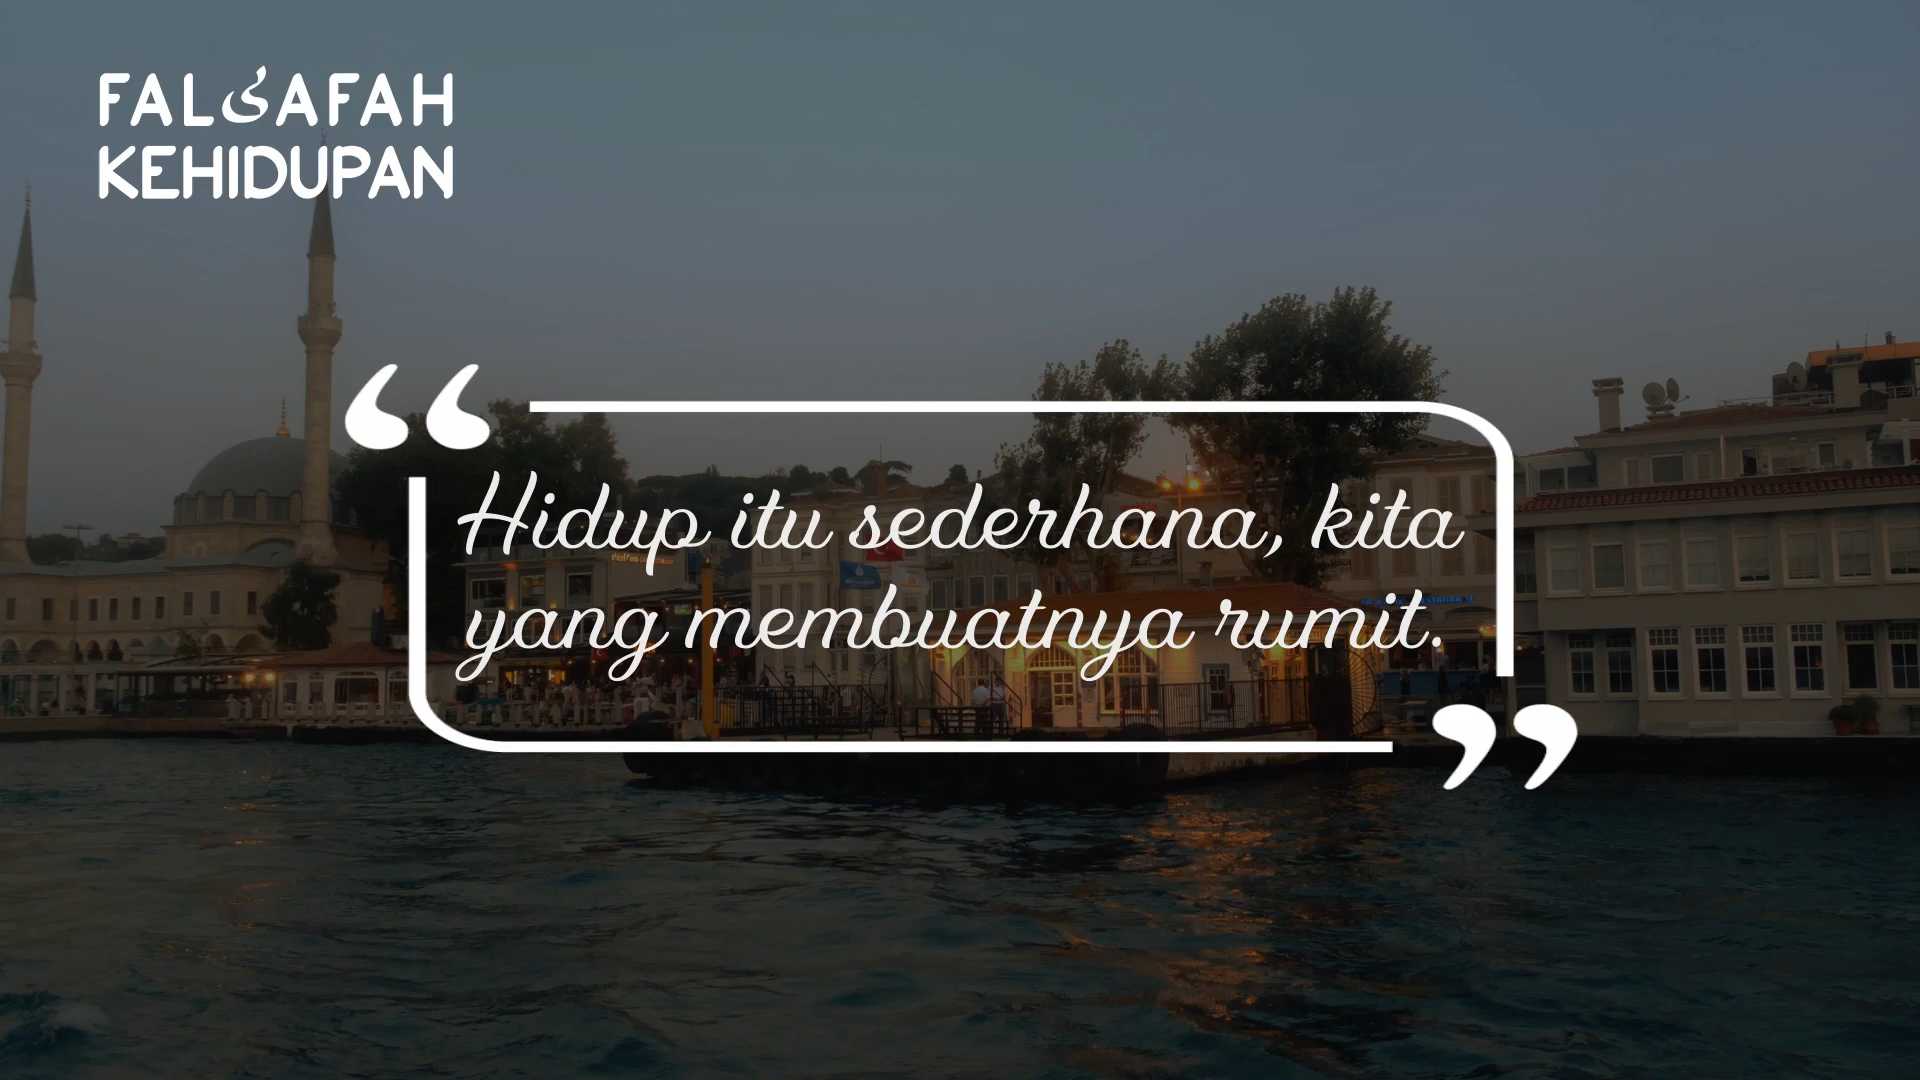 FALSAFAH
KEHIDUPAN
Hidup itu sederhana, kita
yang membuatnya rumit.